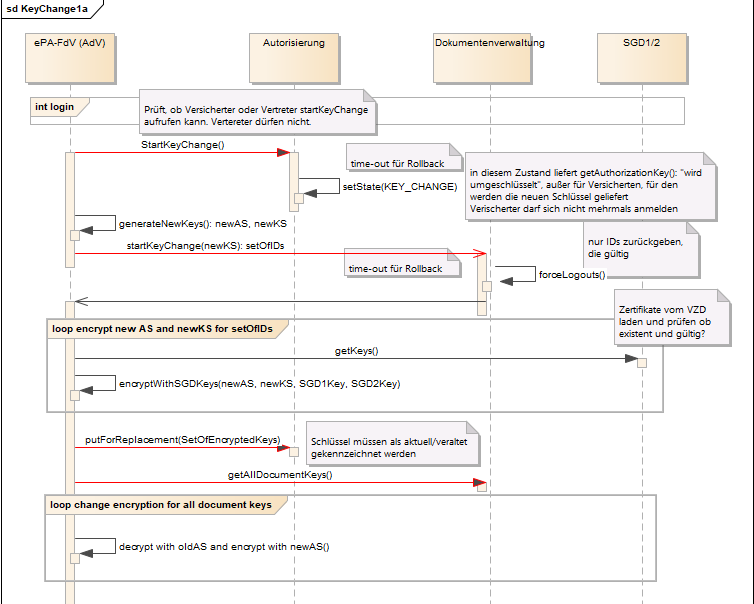 sd KeyChange1a
ePA-FdV (AdV)
Autorisierung
Dokumentenverwaltung
SGD1/2
int login
Prüft, ob Versicherter oder Vertreter startKeyChange
aufrufen kann. Vertereter dürfen nicht.
StartKeyChange()
time-out für Rollback
setState(KEY_CHANGE)
in diesem Zustand liefert getAuthorizationKey(): "wird
umgeschlüsselt", außer für Versicherten, für den
werden die neuen Schlüssel geliefert
Verischerter darf sich nicht mehrmals anmelden
generateNewKeys(): newAS, newKS
startKeyChange(newKS): setOfIDs
nur IDs zurückgeben,
die gültig
time-out für Rollback
forceLogouts()
Zertifikate vom VZD
laden und prüfen ob
existent und gültig?
loop encrypt new AS and newKS for setOfIDs
getKeys()
encryptWithSGDKeys(newAS, newKS, SGD1Key, SGD2Key)
putForReplacement(SetOfEncryptedKeys)
Schlüssel müssen als aktuell/veraltet
gekennzeichnet werden
getAllDocumentKeys()
loop change encryption for all document keys
decrypt with oldAS and encrypt with newAS()